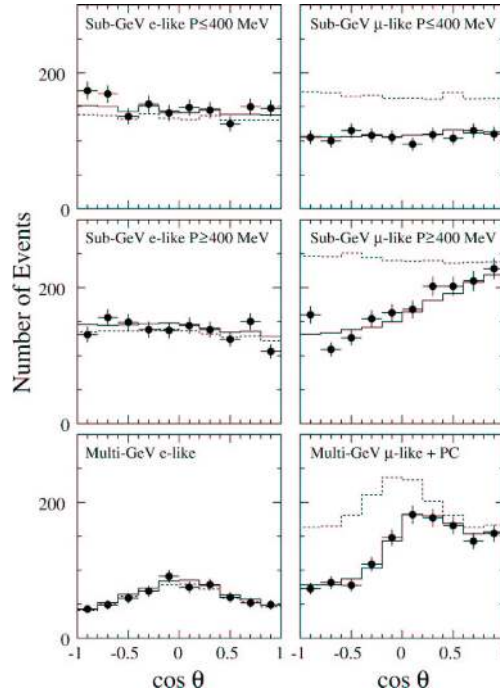 Sub-GeV e-like P≤400 MeV
Sub-GeV μ-like P≤400 MeV
200
0
Sub-GeV e-like P≥400 MeV
Sub-GeV μ-like P≥400 MeV
Number of Events
200
0
Multi-GeV e-like
Multi-GeV μ-like + PC
200
0
-1 -0.5 0 0.5 1
-1 -0.5 0 0.5 1
cos θ
cos θ